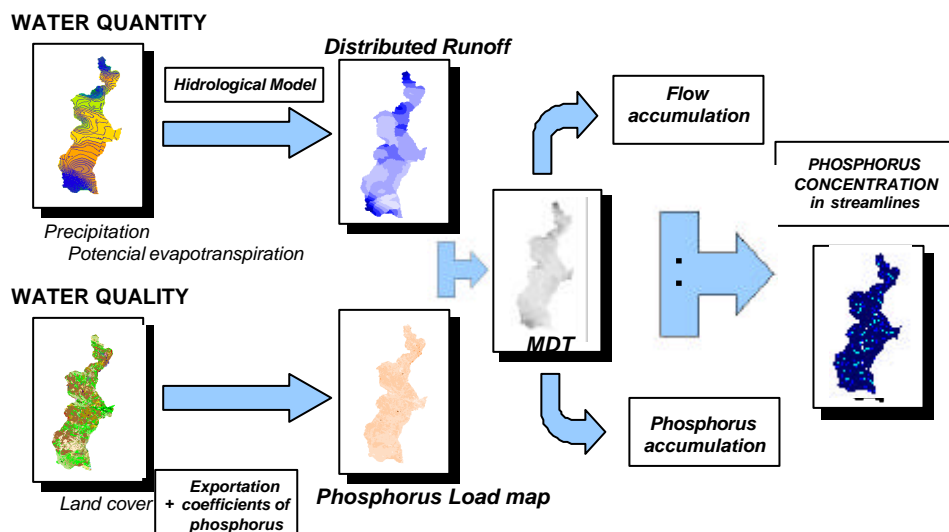 WATER QUANTITY
Hidrological Model
Distributed Runoff
Precipitation
Potencial evapotranspiration
WATER QUALITY
Land cover
Exportation
+ coefficients of
phosphorus
Phosphorus Load map
MDT
Flow
accumulation
Phosphorus
accumulation
:
PHOSPHORUS
CONCENTRATION
in streamlines